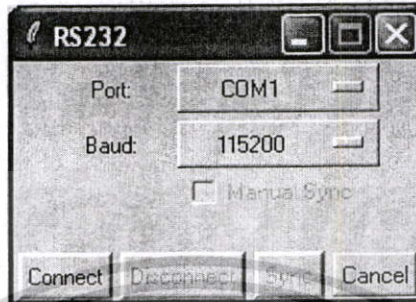 RS232
Port: COM1
Baud: 115200
Manual Sync
Connect Disconnect Sync Cancel